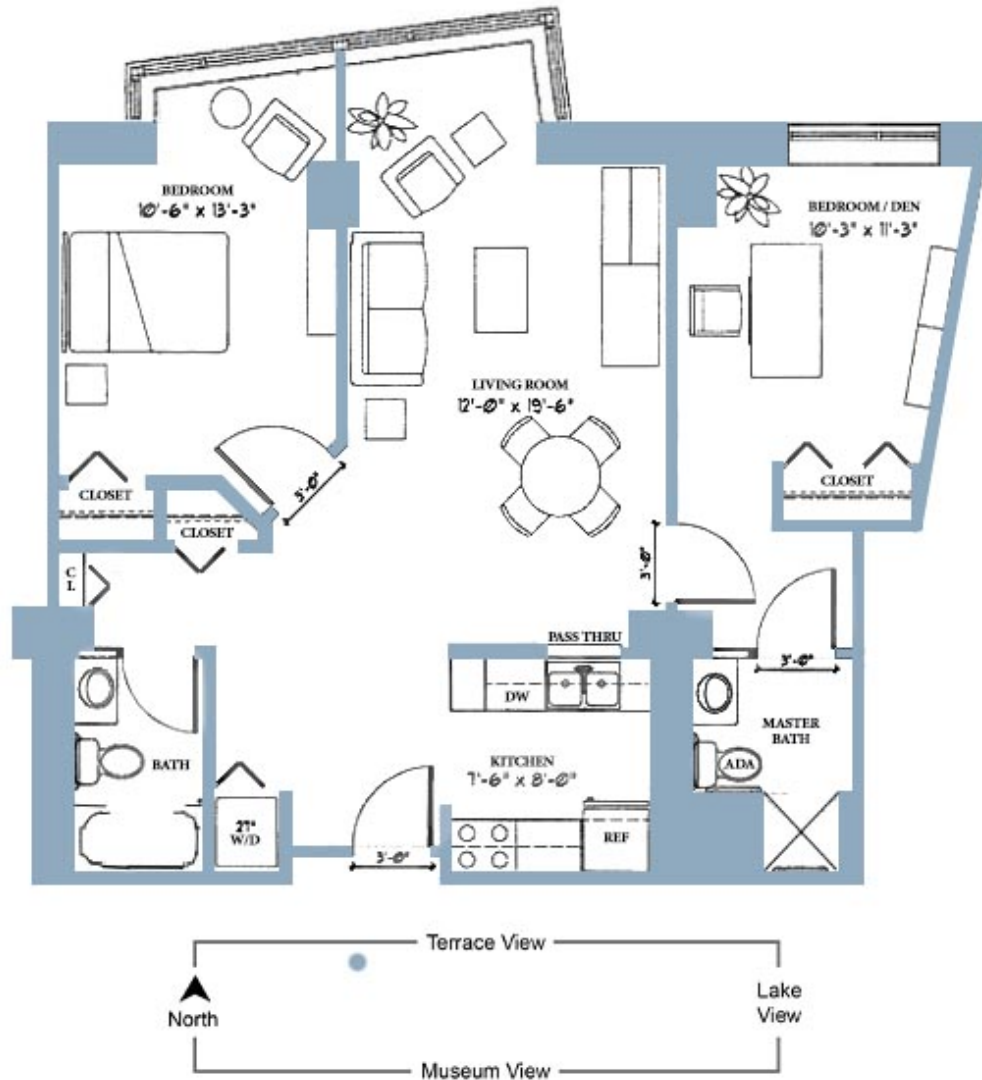 BEDROOM
10'-6" x 13'-3"
BEDROOM / DEN
10'-3" x 11'-3"
LIVING ROOM
12'-0" x 19'-6"
3'-0"
CLOSET
CLOSET
CLOSET
C
L
3'-0"
PASS THRU
3'-0"
DW
BATH
KITCHEN
7'-6" x 8'-0"
MASTER
BATH
ADA
27"
W/D
REF
3'-0"
Terrace View
North
Lake
View
Museum View